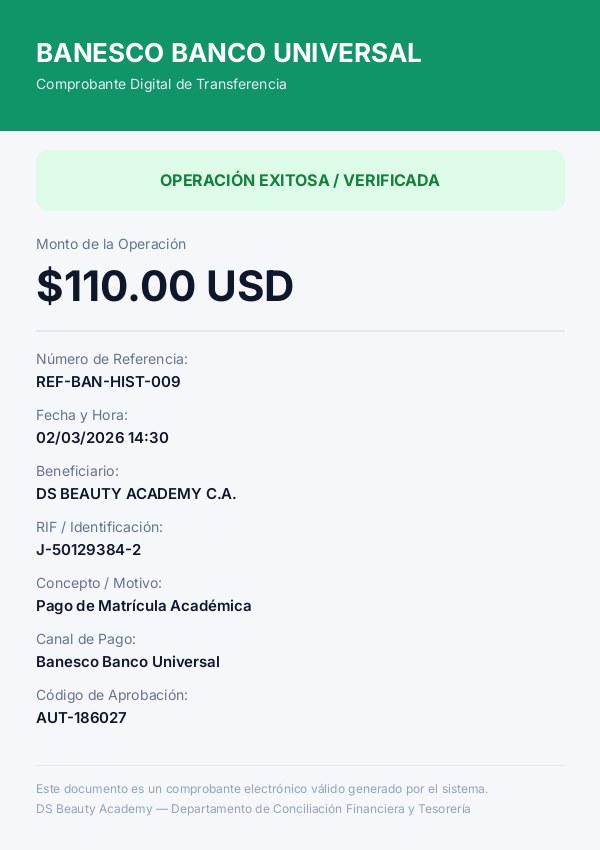 BANESCO BANCO UNIVERSAL
Comprobante Digital de Transferencia
OPERACIÓN EXITOSA / VERIFICADA
Monto de la Operación
$110.00 USD
Número de Referencia:
REF-BAN-HIST-009
Fecha y Hora:
02/03/2026 14:30
Beneficiario:
DS BEAUTY ACADEMY C.A.
RIF / Identificación:
J-50129384-2
Concepto / Motivo:
Pago de Matrícula Académica
Canal de Pago:
Banesco Banco Universal
Código de Aprobación:
AUT-186027
Este documento es un comprobante electrónico válido generado por el sistema.
DS Beauty Academy — Departamento de Conciliación Financiera y Tesorería